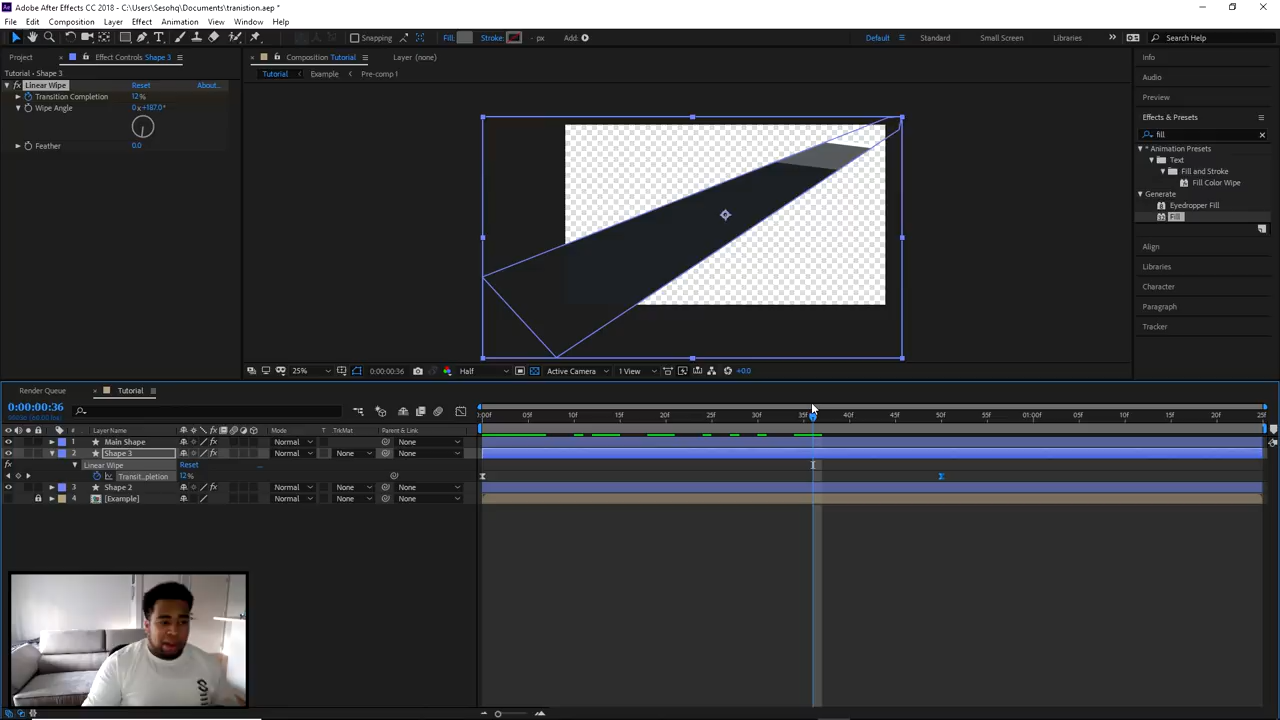 Adobe After Effects CC 2018 - C:\Users\Sesohq\Documents\tranistion.aep *
File Edit Composition Layer Effect Animation View Window Help
Snapping Fill: Stroke: - px Add: Default Standard Small Screen Libraries Search Help
Project Effect Controls Shape 3 Composition Tutorial Layer (none) Info
Tutorial • Shape 3 Tutorial Example Pre-comp 1
fx Linear Wipe Reset About...
Transition Completion 12%
Wipe Angle 0x+187.0°
Feather 0.0
Audio
Preview
Effects & Presets
fill
* Animation Presets
Text
Fill and Stroke
Fill Color Wipe
Generate
Eyedropper Fill
Fill
Align
Libraries
Character
Paragraph
Tracker
25% 0:00:00:36 Half Active Camera 1 View +0.0
Render Queue Tutorial
0:00:00:36
# Layer Name Mode T TrkMat Parent & Link
1 Main Shape Normal None
2 Shape 3 Normal None None
Linear Wipe Reset ...
Transit...pletion 12%
3 Shape 2 Normal None None
4 [Example] Normal None None
05f 10f 15f 20f 25f 30f 35f 40f 45f 50f 55f 01:00f 05f 10f 15f 20f